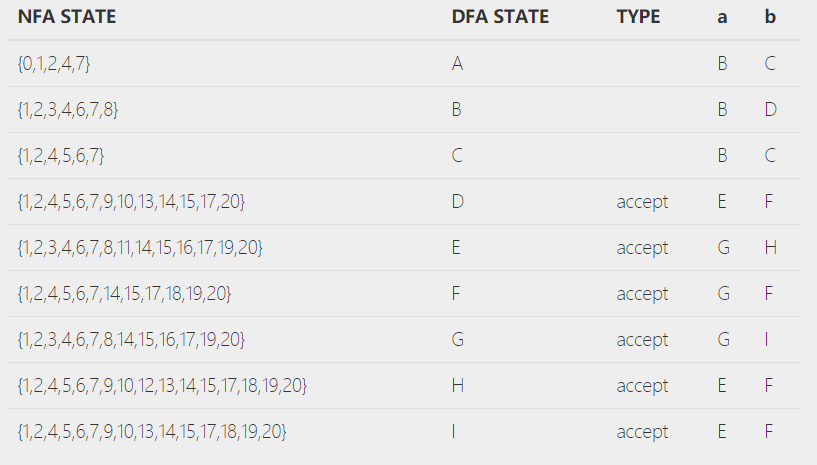 NFA STATE DFA STATE TYPE a b
{0,1,2,4,7} A B C
{1,2,3,4,6,7,8} B B D
{1,2,4,5,6,7} C B C
{1,2,4,5,6,7,9,10,13,14,15,17,20} D accept E F
{1,2,3,4,6,7,8,11,14,15,16,17,19,20} E accept G H
{1,2,4,5,6,7,14,15,17,18,19,20} F accept G F
{1,2,3,4,6,7,8,14,15,16,17,19,20} G accept G I
{1,2,4,5,6,7,9,10,12,13,14,15,17,18,19,20} H accept E F
{1,2,4,5,6,7,9,10,13,14,15,17,18,19,20} I accept E F